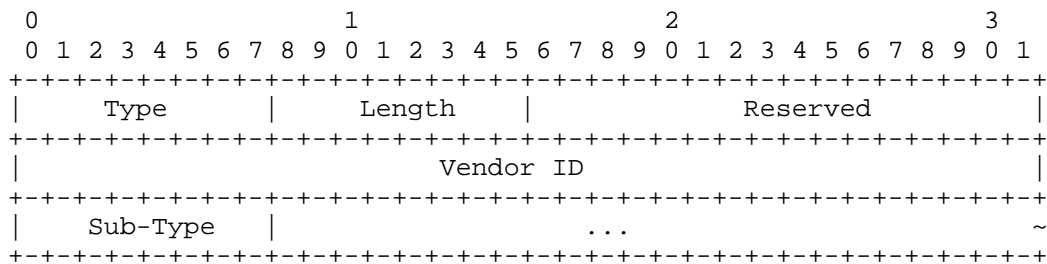 0                   1                   2                   3
 0 1 2 3 4 5 6 7 8 9 0 1 2 3 4 5 6 7 8 9 0 1 2 3 4 5 6 7 8 9 0 1
+-+-+-+-+-+-+-+-+-+-+-+-+-+-+-+-+-+-+-+-+-+-+-+-+-+-+-+-+-+-+-+-+
|     Type      |     Length    |             Reserved          |
+-+-+-+-+-+-+-+-+-+-+-+-+-+-+-+-+-+-+-+-+-+-+-+-+-+-+-+-+-+-+-+-+
|                          Vendor ID                            |
+-+-+-+-+-+-+-+-+-+-+-+-+-+-+-+-+-+-+-+-+-+-+-+-+-+-+-+-+-+-+-+-+
|    Sub-Type   |                   ...                         ~
+-+-+-+-+-+-+-+-+-+-+-+-+-+-+-+-+-+-+-+-+-+-+-+-+-+-+-+-+-+-+-+-+